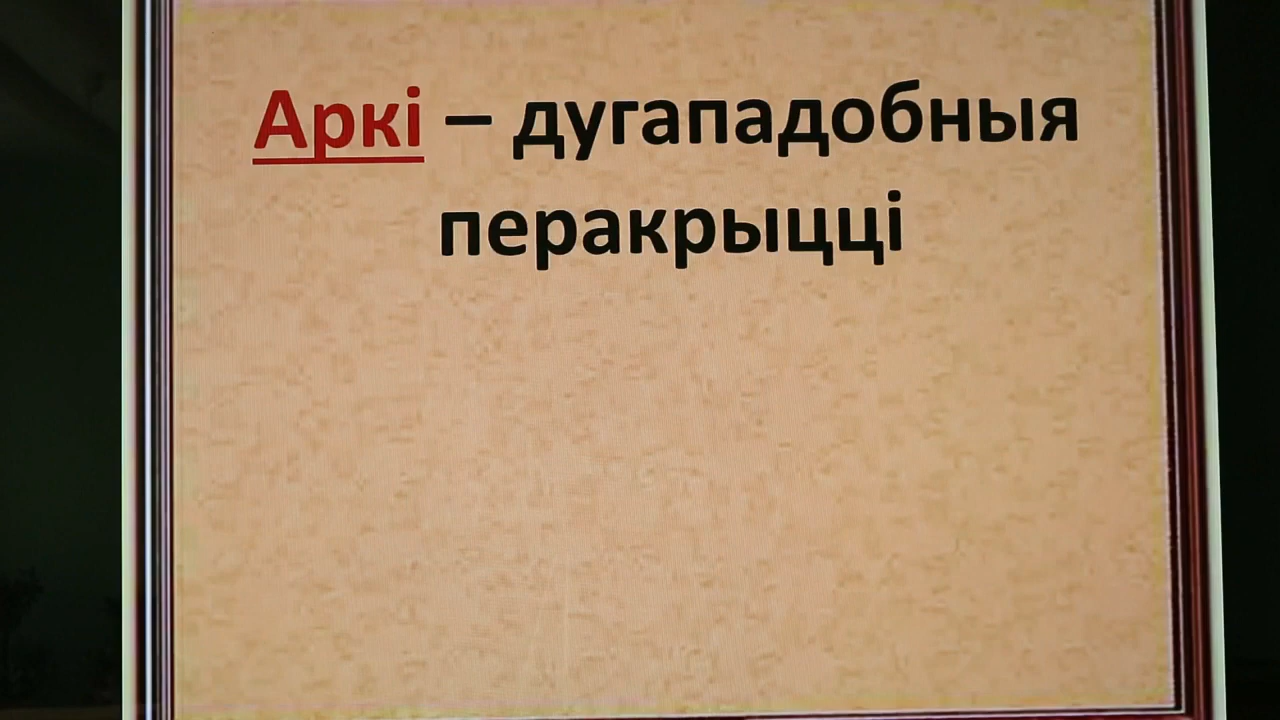 Аркі – дугападобныя
перакрыцці